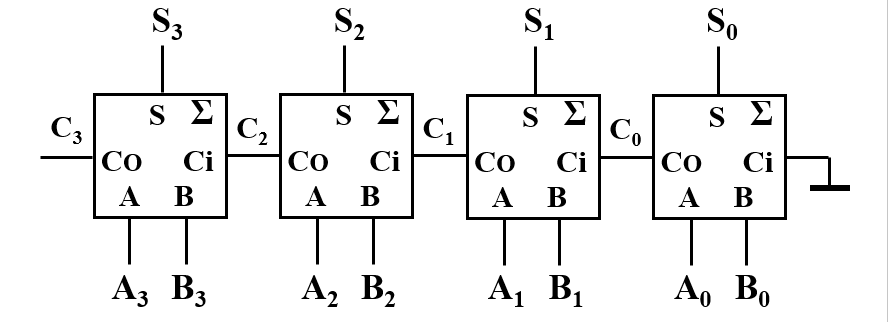 S₃ S₂ S₁ S₀
S Σ S Σ S Σ S Σ
C₃ C₂ C₁ C₀
Co Ci Co Ci Co Ci Co Ci
A B A B A B A B
A₃ B₃ A₂ B₂ A₁ B₁ A₀ B₀